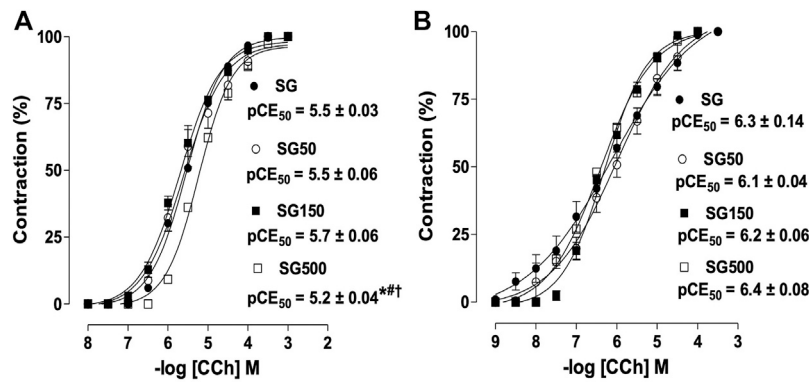 A
Contraction (%)
100
75
50
25
0
SG
pCE50 = 5.5 ± 0.03
SG50
pCE50 = 5.5 ± 0.06
SG150
pCE50 = 5.7 ± 0.06
SG500
pCE50 = 5.2 ± 0.04*#†
8 7 6 5 4 3 2
-log [CCh] M
B
Contraction (%)
100
75
50
25
0
SG
pCE50 = 6.3 ± 0.14
SG50
pCE50 = 6.1 ± 0.04
SG150
pCE50 = 6.2 ± 0.06
SG500
pCE50 = 6.4 ± 0.08
9 8 7 6 5 4 3
-log [CCh] M